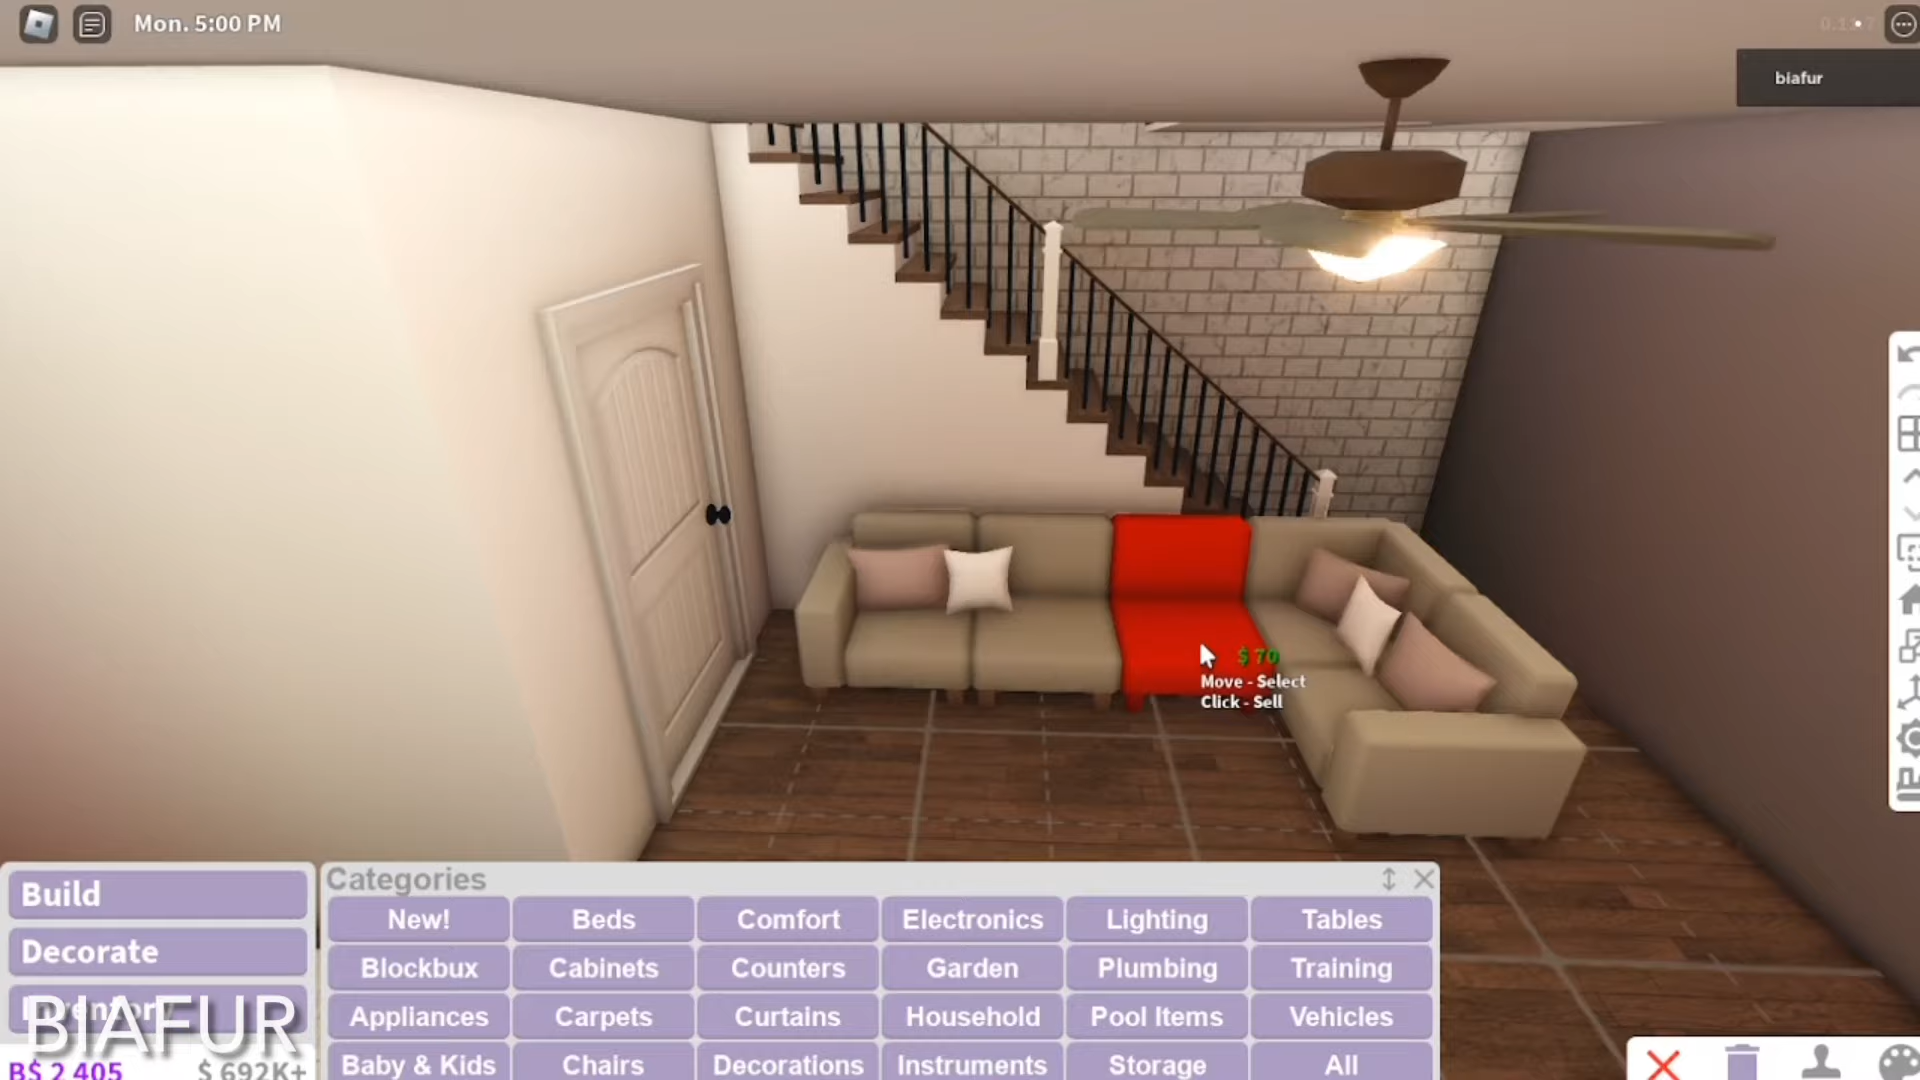 Mon. 5:00 PM
biafur
$ 70
Move - Select
Click - Sell
Build
Decorate
Inventory
BIAFUR
B$ 2 405
$ 692K+
Categories
New! Beds Comfort Electronics Lighting Tables
Blockbux Cabinets Counters Garden Plumbing Training
Appliances Carpets Curtains Household Pool Items Vehicles
Baby & Kids Chairs Decorations Instruments Storage All